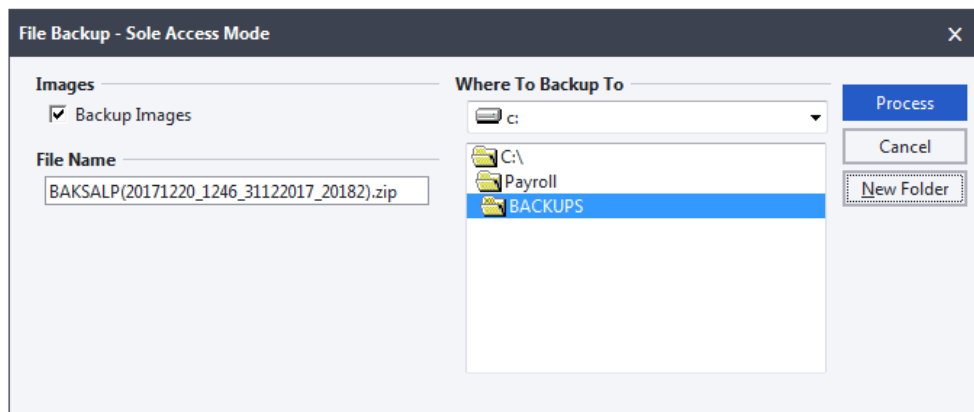 File Backup - Sole Access Mode
Images
Backup Images
File Name
BAKSALP(20171220_1246_31122017_20182).zip
Where To Backup To
c:
C:\
Payroll
BACKUPS
Process
Cancel
New Folder